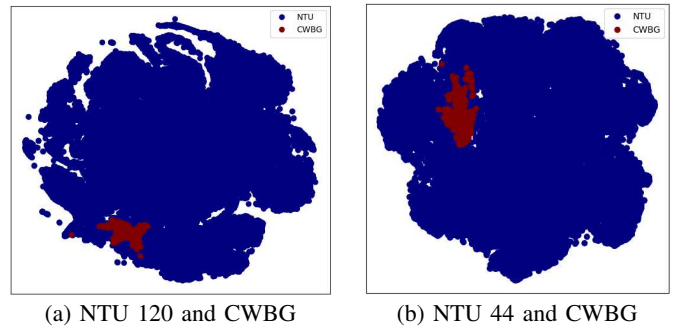 NTU
CWBG
NTU
CWBG
(a) NTU 120 and CWBG
(b) NTU 44 and CWBG